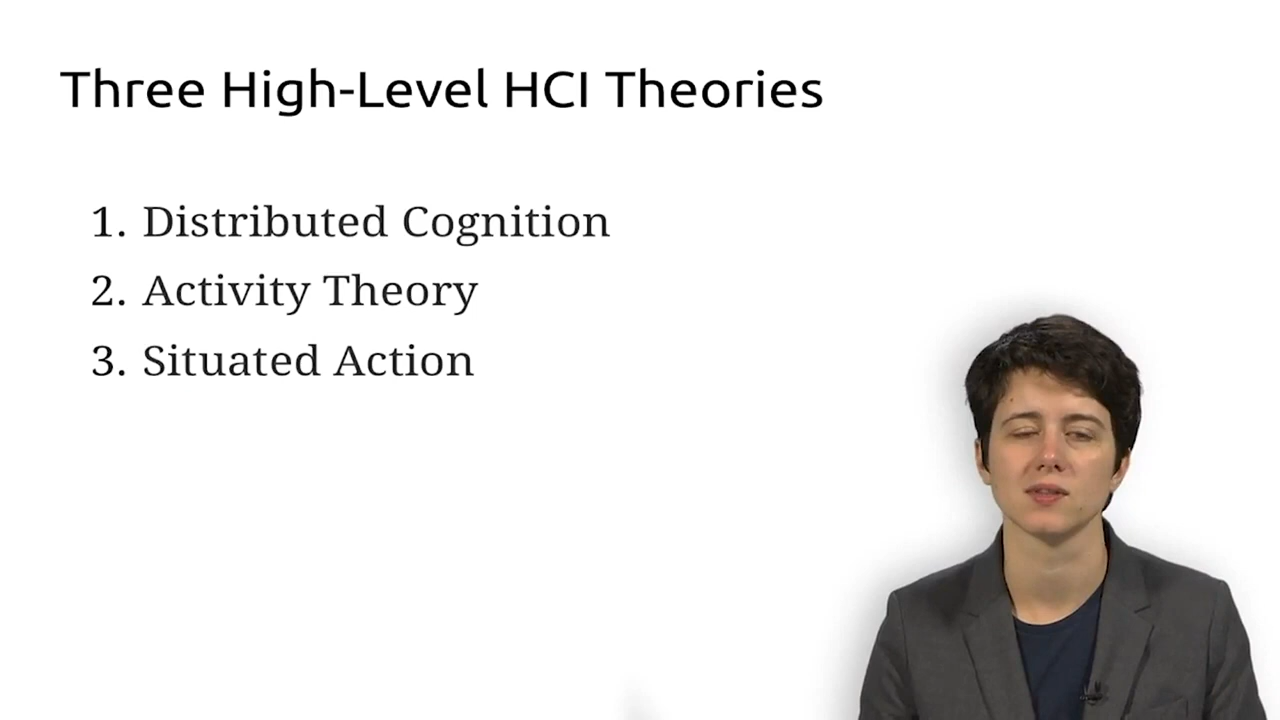 Three High-Level HCI Theories
1. Distributed Cognition
2. Activity Theory
3. Situated Action